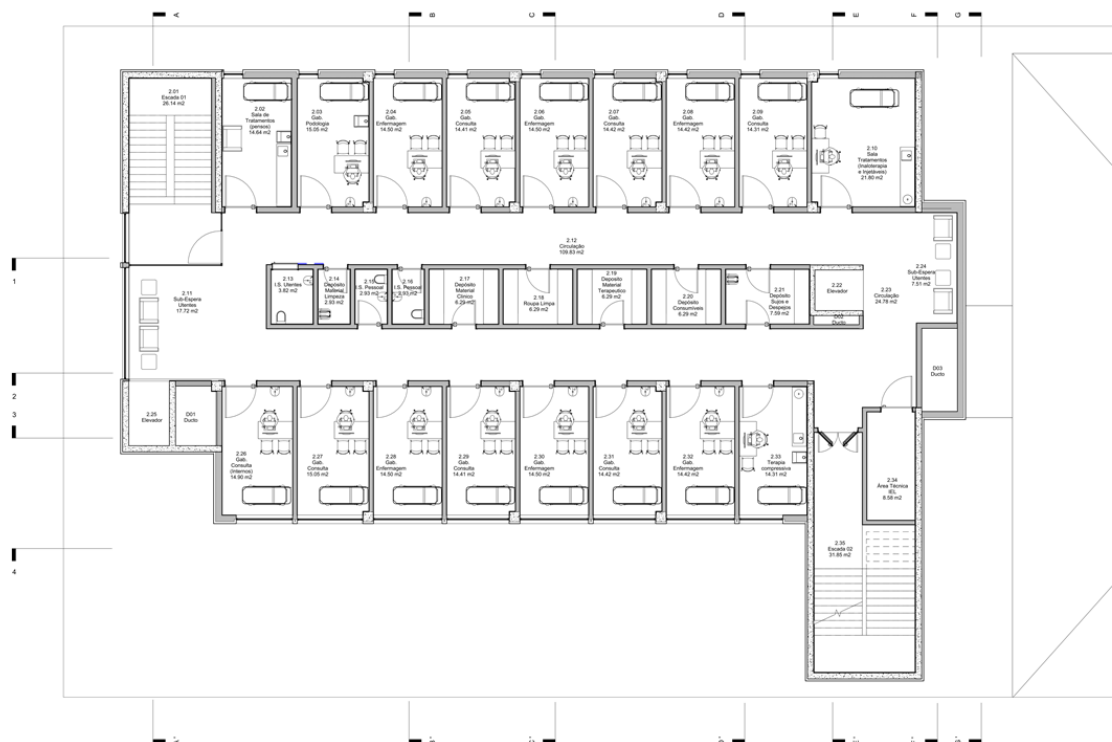 A
B
C
D
E
F
G
2.01
Escada 01
26.14 m2
2.02
Sala de
Tratamentos
(pensos)
14.64 m2
2.03
Gab.
Podologia
15.05 m2
2.04
Gab.
Enfermagem
14.50 m2
2.05
Gab.
Consulta
14.41 m2
2.06
Gab.
Enfermagem
14.50 m2
2.07
Gab.
Consulta
14.42 m2
2.08
Gab.
Enfermagem
14.42 m2
2.09
Gab.
Consulta
14.31 m2
2.10
Sala
Tratamentos
(Inaloterapia
e Injetáveis)
21.80 m2
2.12
Circulação
109.83 m2
1
2.11
Sub-Espera
Utentes
17.72 m2
2.13
I.S. Utentes
3.82 m2
2.14
Depósito
Material
Limpeza
2.93 m2
2.15
I.S. Pessoal
2.93 m2
2.16
I.S. Pessoal
2.93 m2
2.17
Depósito
Material
Clínico
6.29 m2
2.18
Roupa Limpa
6.29 m2
2.19
Depósito
Material
Terapeutico
6.29 m2
2.20
Depósito
Consumíveis
6.29 m2
2.21
Depósito
Sujos e
Despejos
7.59 m2
2.22
Elevador
D02
Ducto
2.23
Circulação
24.78 m2
2.24
Sub-Espera
Utentes
7.51 m2
D03
Ducto
2
3
2.25
Elevador
D01
Ducto
2.26
Gab.
Consulta
(Internos)
14.90 m2
2.27
Gab.
Consulta
15.05 m2
2.28
Gab.
Enfermagem
14.50 m2
2.29
Gab.
Consulta
14.41 m2
2.30
Gab.
Enfermagem
14.50 m2
2.31
Gab.
Consulta
14.42 m2
2.32
Gab.
Enfermagem
14.42 m2
2.33
Terapia
compressiva
14.31 m2
2.34
Área Técnica
IEL
8.58 m2
2.35
Escada 02
31.85 m2
4